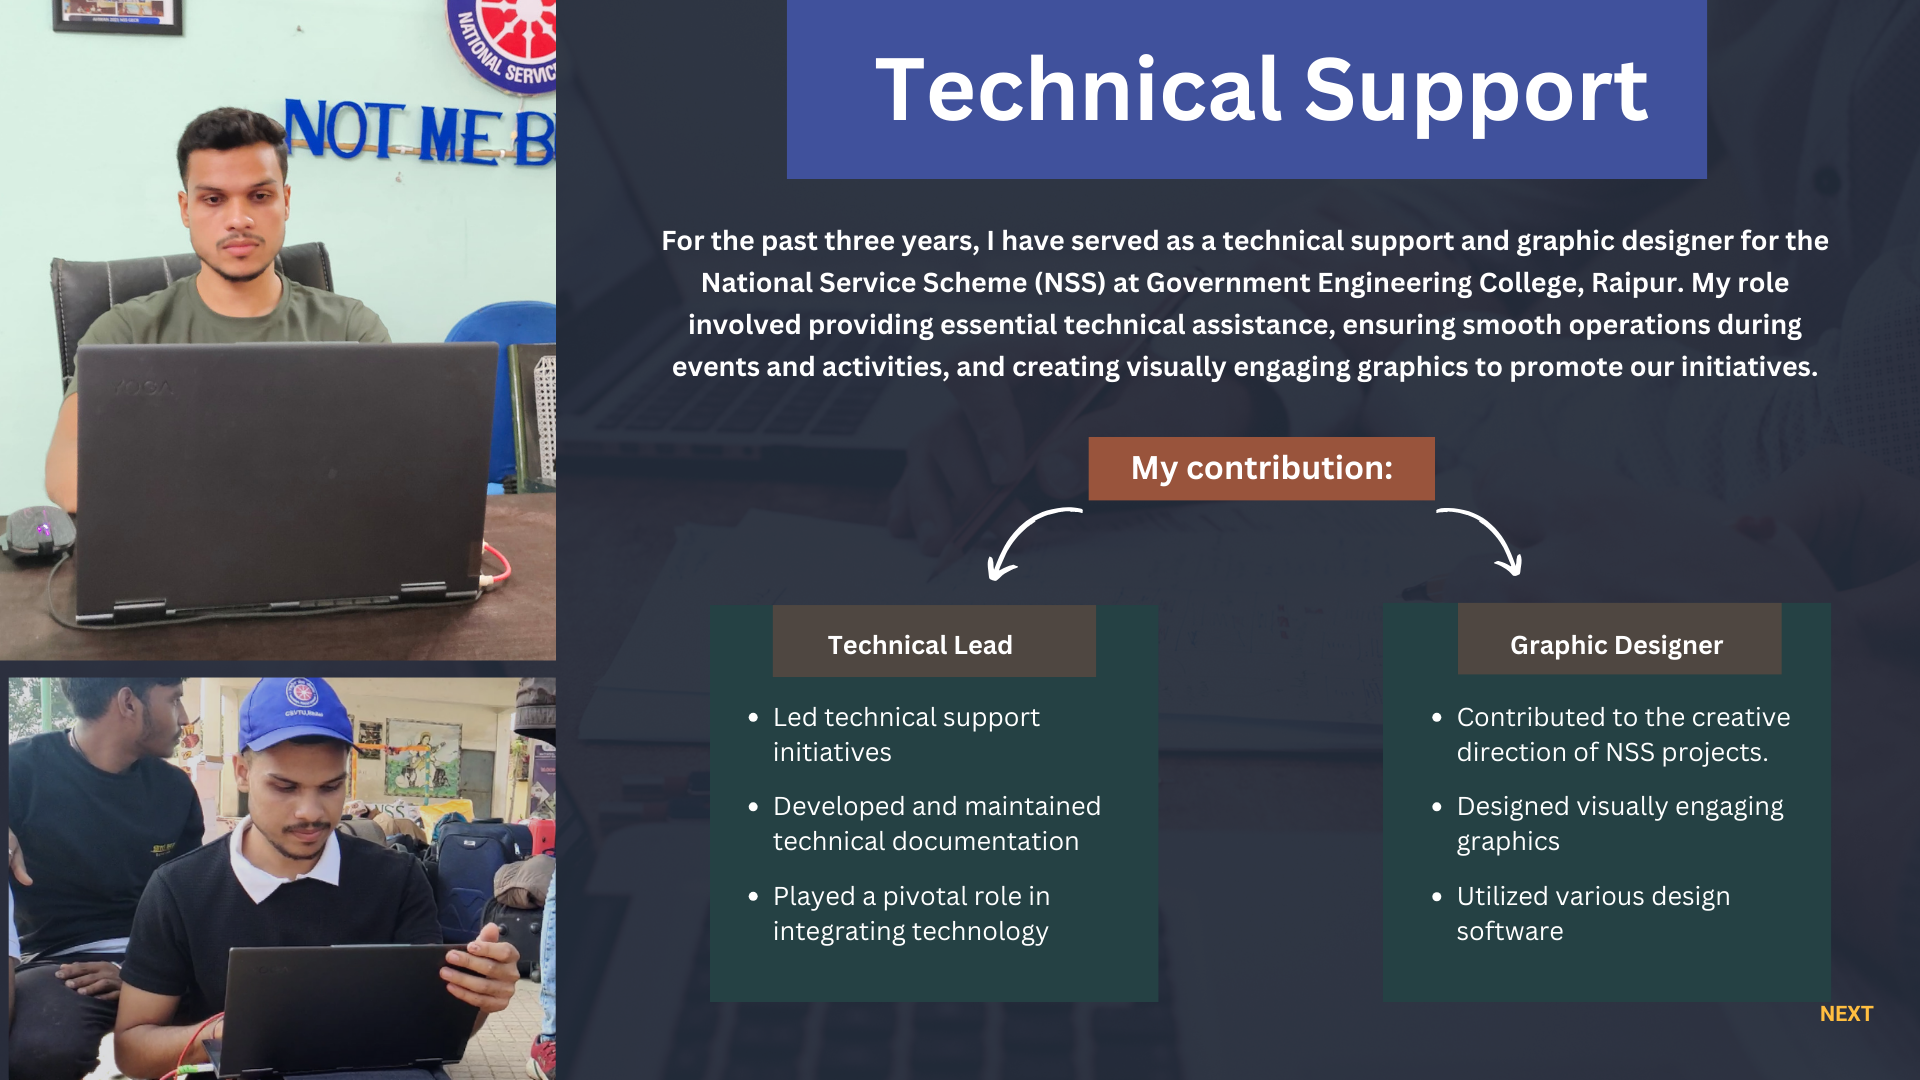 NATIONAL SERVIC
NOT ME B
YOGA
CSVTU, Bhilai
NSS
Technical Support
For the past three years, I have served as a technical support and graphic designer for the
National Service Scheme (NSS) at Government Engineering College, Raipur. My role
involved providing essential technical assistance, ensuring smooth operations during
events and activities, and creating visually engaging graphics to promote our initiatives.
My contribution:
Technical Lead
• Led technical support
initiatives
• Developed and maintained
technical documentation
• Played a pivotal role in
integrating technology
Graphic Designer
• Contributed to the creative
direction of NSS projects.
• Designed visually engaging
graphics
• Utilized various design
software
NEXT